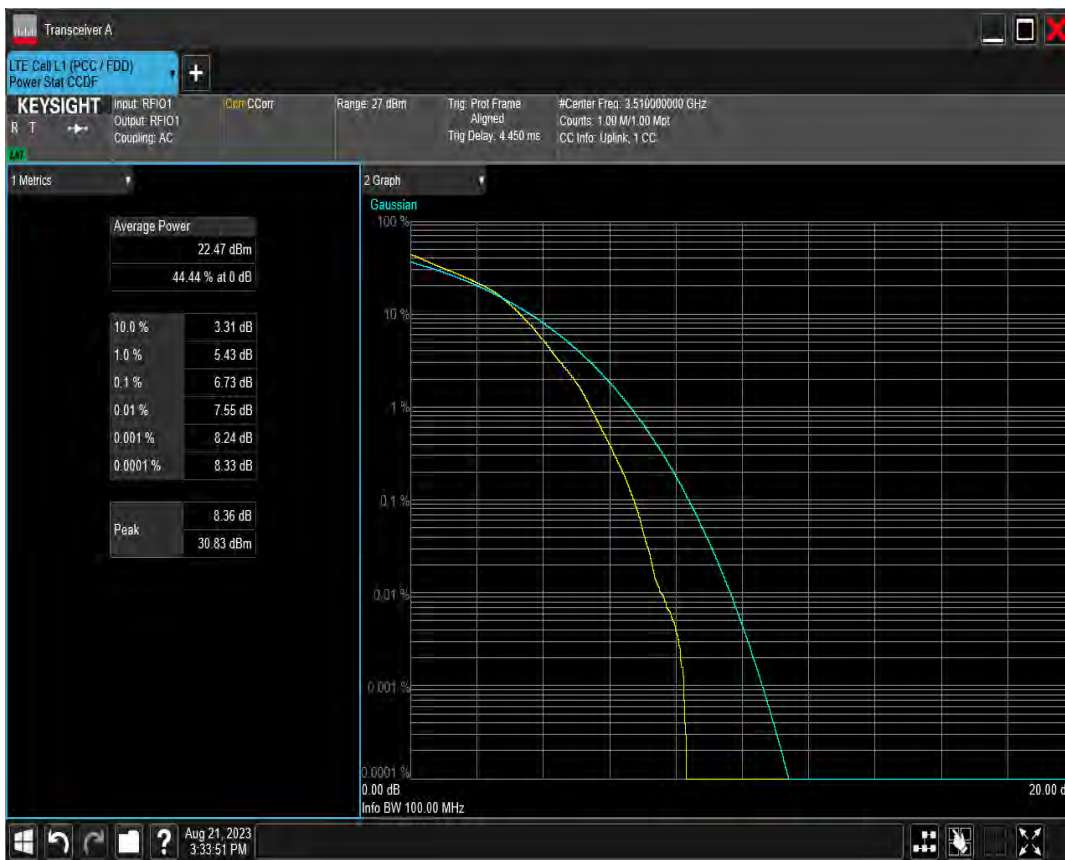 Transceiver A
LTE Cell L1 (PCC / FDD)
Power Stat CCDF
+
KEYSIGHT
R T
LNI
Input: RFIO1
Output: RFIO1
Coupling: AC
Corr CCorr
Range: 27 dBm
Trig: Prot Frame
Aligned
Trig Delay: 4.450 ms
#Center Freq: 3.510000000 GHz
Counts: 1.00 M/1.00 Mpt
CC Info: Uplink, 1 CC
1 Metrics
Average Power
22.47 dBm
44.44 % at 0 dB
10.0 % 3.31 dB
1.0 % 5.43 dB
0.1 % 6.73 dB
0.01 % 7.55 dB
0.001 % 8.24 dB
0.0001 % 8.33 dB
Peak
8.36 dB
30.83 dBm
2 Graph
Gaussian
100 %
10 %
1 %
0.1 %
0.01 %
0.001 %
0.0001 %
0.00 dB
20.00 d
Info BW 100.00 MHz
?
Aug 21, 2023
3:33:51 PM